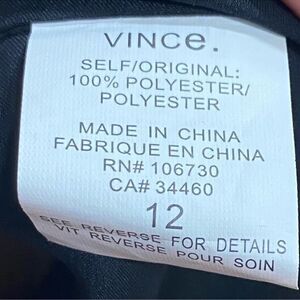 VINCE.
SELF/ORIGINAL:
100% POLYESTER/
POLYESTER
MADE IN CHINA
FABRIQUE EN CHINA
RN# 106730
CA# 34460
12
SEE REVERSE FOR DETAILS
VIT REVERSE POUR SOIN